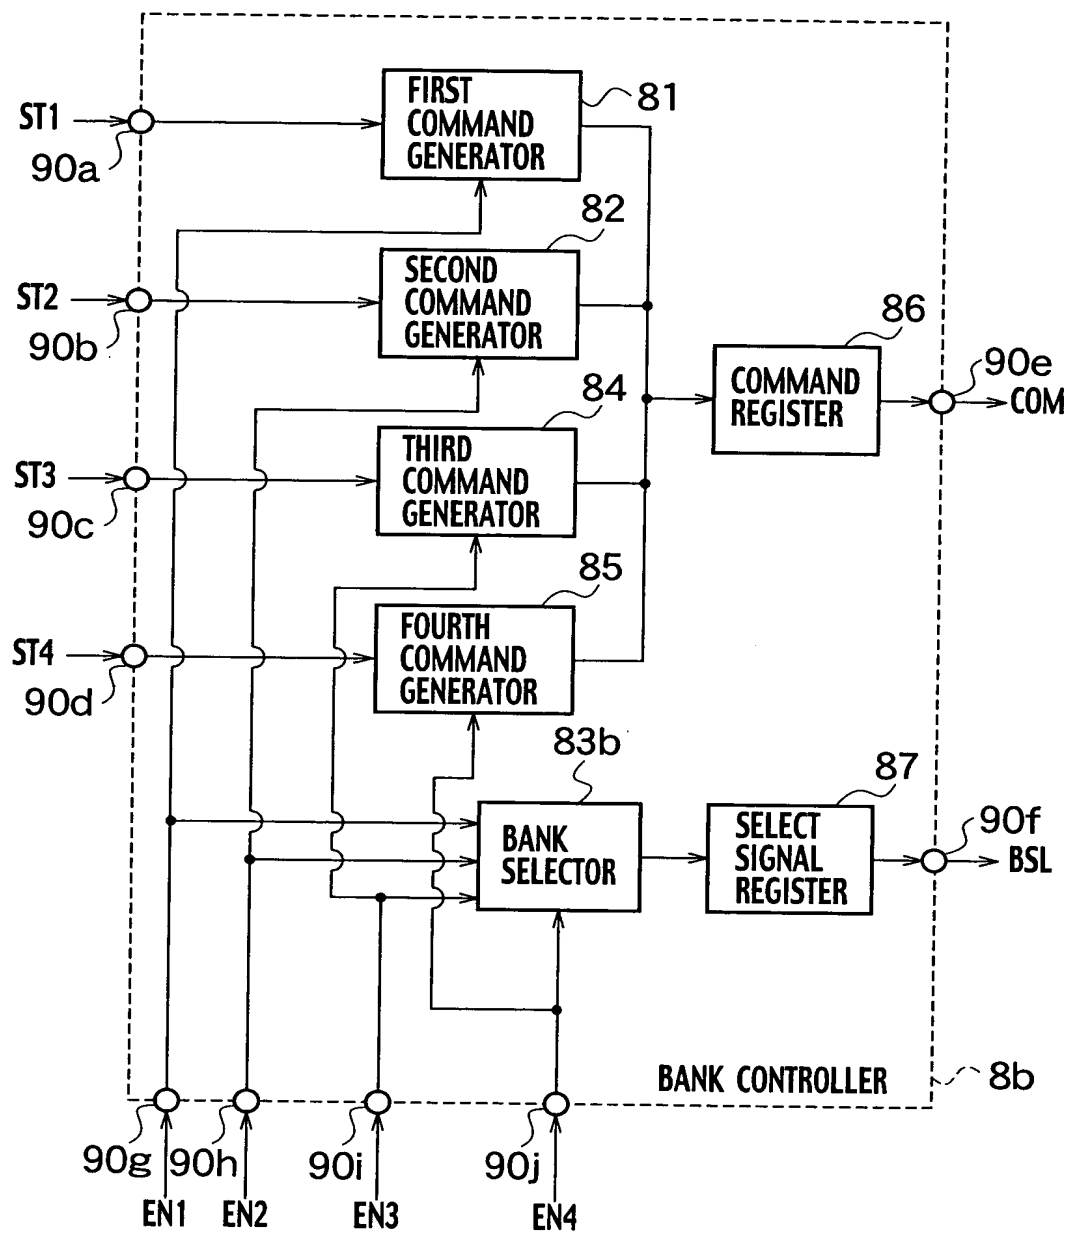 FIRST
COMMAND
GENERATOR
81
ST1
90a
82
SECOND
COMMAND
GENERATOR
ST2
90b
86
COMMAND
REGISTER
90e
COM
84
THIRD
COMMAND
GENERATOR
ST3
90c
85
FOURTH
COMMAND
GENERATOR
ST4
90d
83b
BANK
SELECTOR
87
SELECT
SIGNAL
REGISTER
90f
BSL
BANK CONTROLLER
8b
90g
90h
90i
90j
EN1
EN2
EN3
EN4